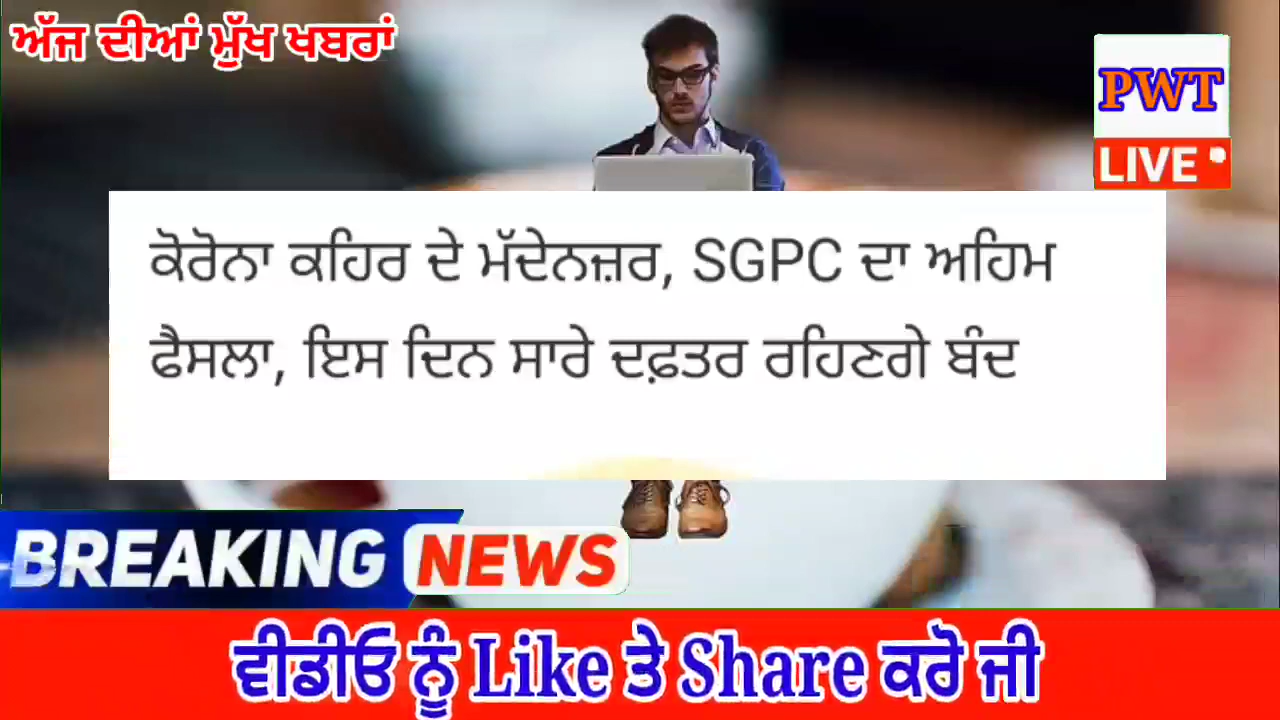 ਅੱਜ ਦੀਆਂ ਮੁੱਖ ਖਬਰਾਂ
PWT
LIVE
ਕੋਰੋਨਾ ਕਹਿਰ ਦੇ ਮੱਦੇਨਜ਼ਰ, SGPC ਦਾ ਅਹਿਮ
ਫੈਸਲਾ, ਇਸ ਦਿਨ ਸਾਰੇ ਦਫ਼ਤਰ ਰਹਿਣਗੇ ਬੰਦ
BREAKING NEWS
ਵੀਡੀਓ ਨੂੰ Like ਤੇ Share ਕਰੋ ਜੀ